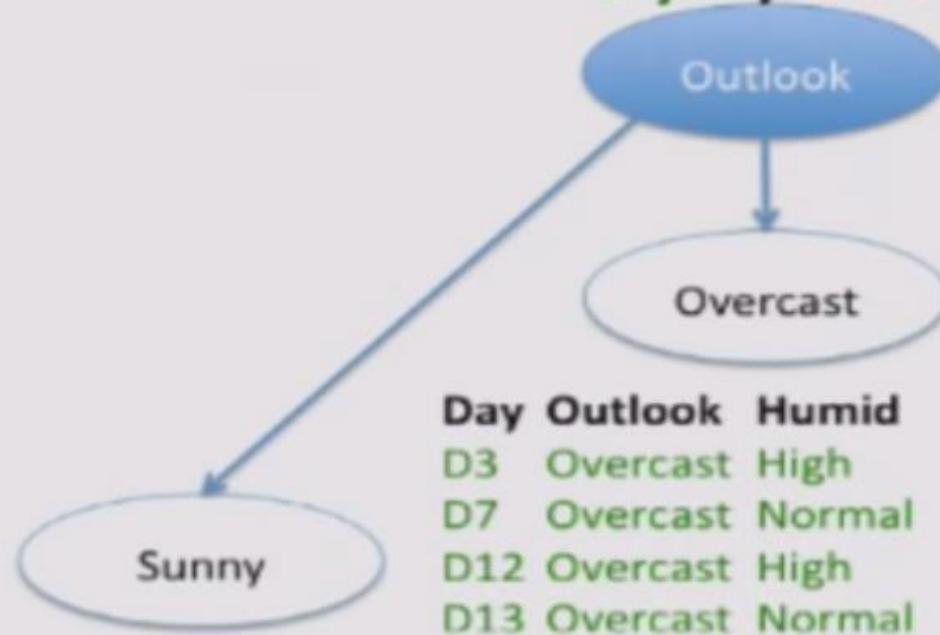 Outlook
Overcast
Day Outlook Humid
D3 Overcast High
D7 Overcast Normal
Sunny
D12 Overcast High
D13 Overcast Normal